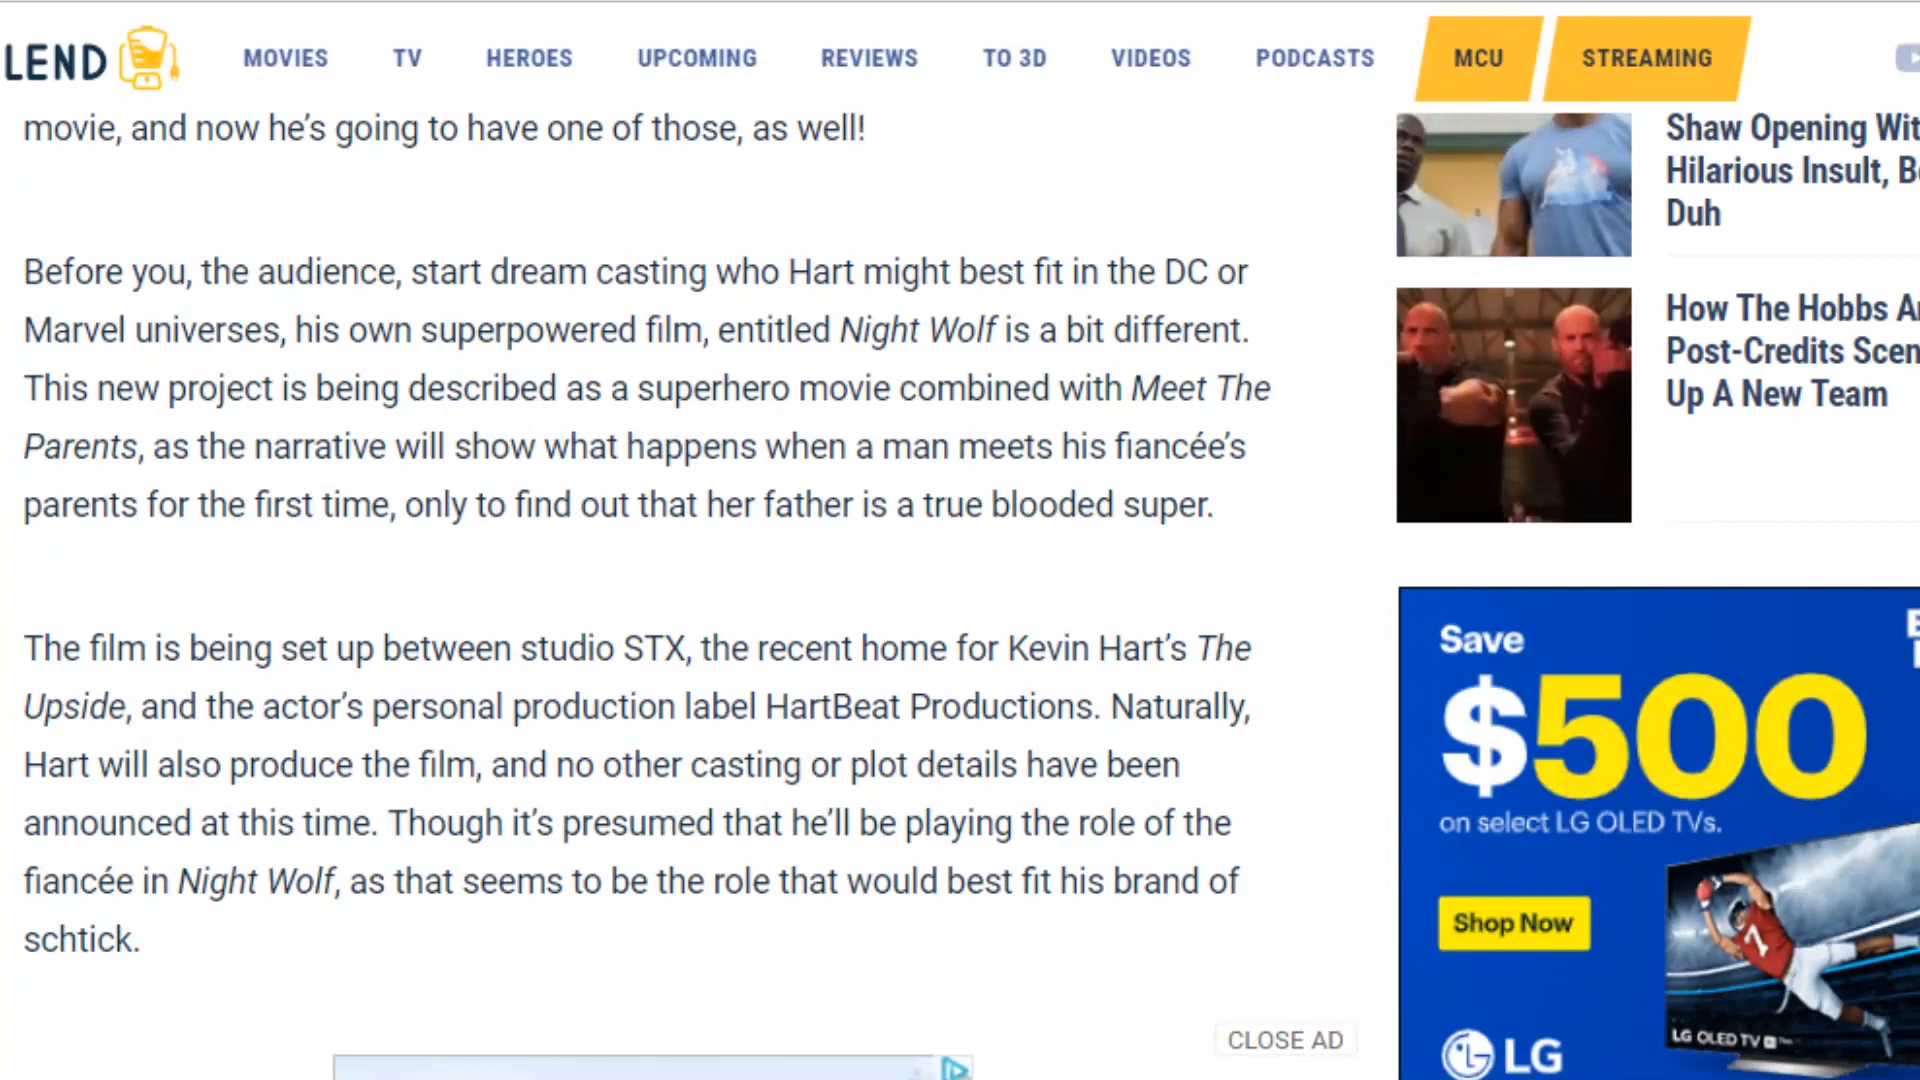 LEND
MOVIES TV HEROES UPCOMING REVIEWS TO 3D VIDEOS PODCASTS MCU STREAMING
movie, and now he’s going to have one of those, as well!
Before you, the audience, start dream casting who Hart might best fit in the DC or
Marvel universes, his own superpowered film, entitled Night Wolf is a bit different.
This new project is being described as a superhero movie combined with Meet The
Parents, as the narrative will show what happens when a man meets his fiancée’s
parents for the first time, only to find out that her father is a true blooded super.
The film is being set up between studio STX, the recent home for Kevin Hart’s The
Upside, and the actor’s personal production label HartBeat Productions. Naturally,
Hart will also produce the film, and no other casting or plot details have been
announced at this time. Though it’s presumed that he’ll be playing the role of the
fiancée in Night Wolf, as that seems to be the role that would best fit his brand of
schtick.
CLOSE AD
Shaw Opening Wit
Hilarious Insult, Be
Duh
How The Hobbs An
Post-Credits Scen
Up A New Team
Save
$500
on select LG OLED TVs.
Shop Now
7
LG OLED TV
LG LG